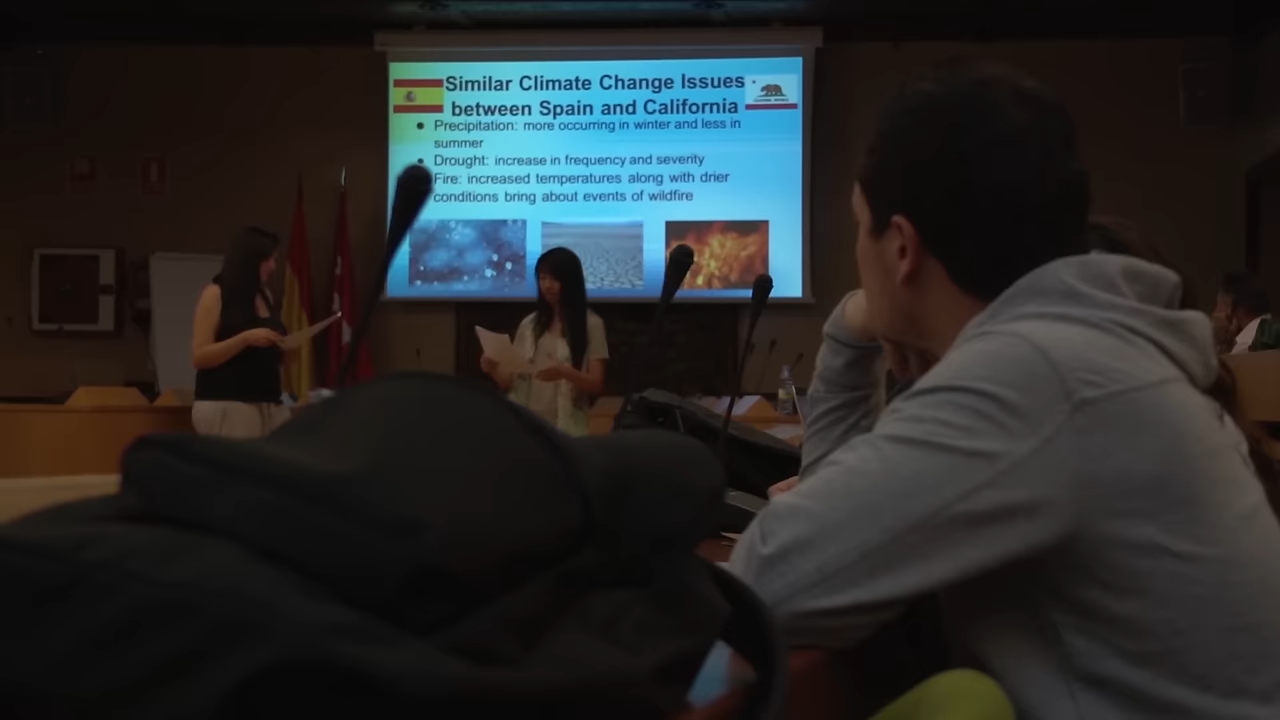 Similar Climate Change Issues
between Spain and California
Precipitation: more occurring in winter and less in
summer
Drought: increase in frequency and severity
Fire: increased temperatures along with drier
conditions bring about events of wildfire